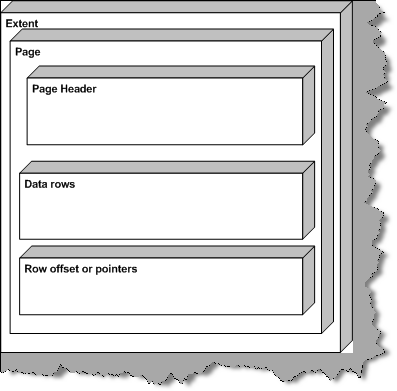 Extent
Page
Page Header
Data rows
Row offset or pointers